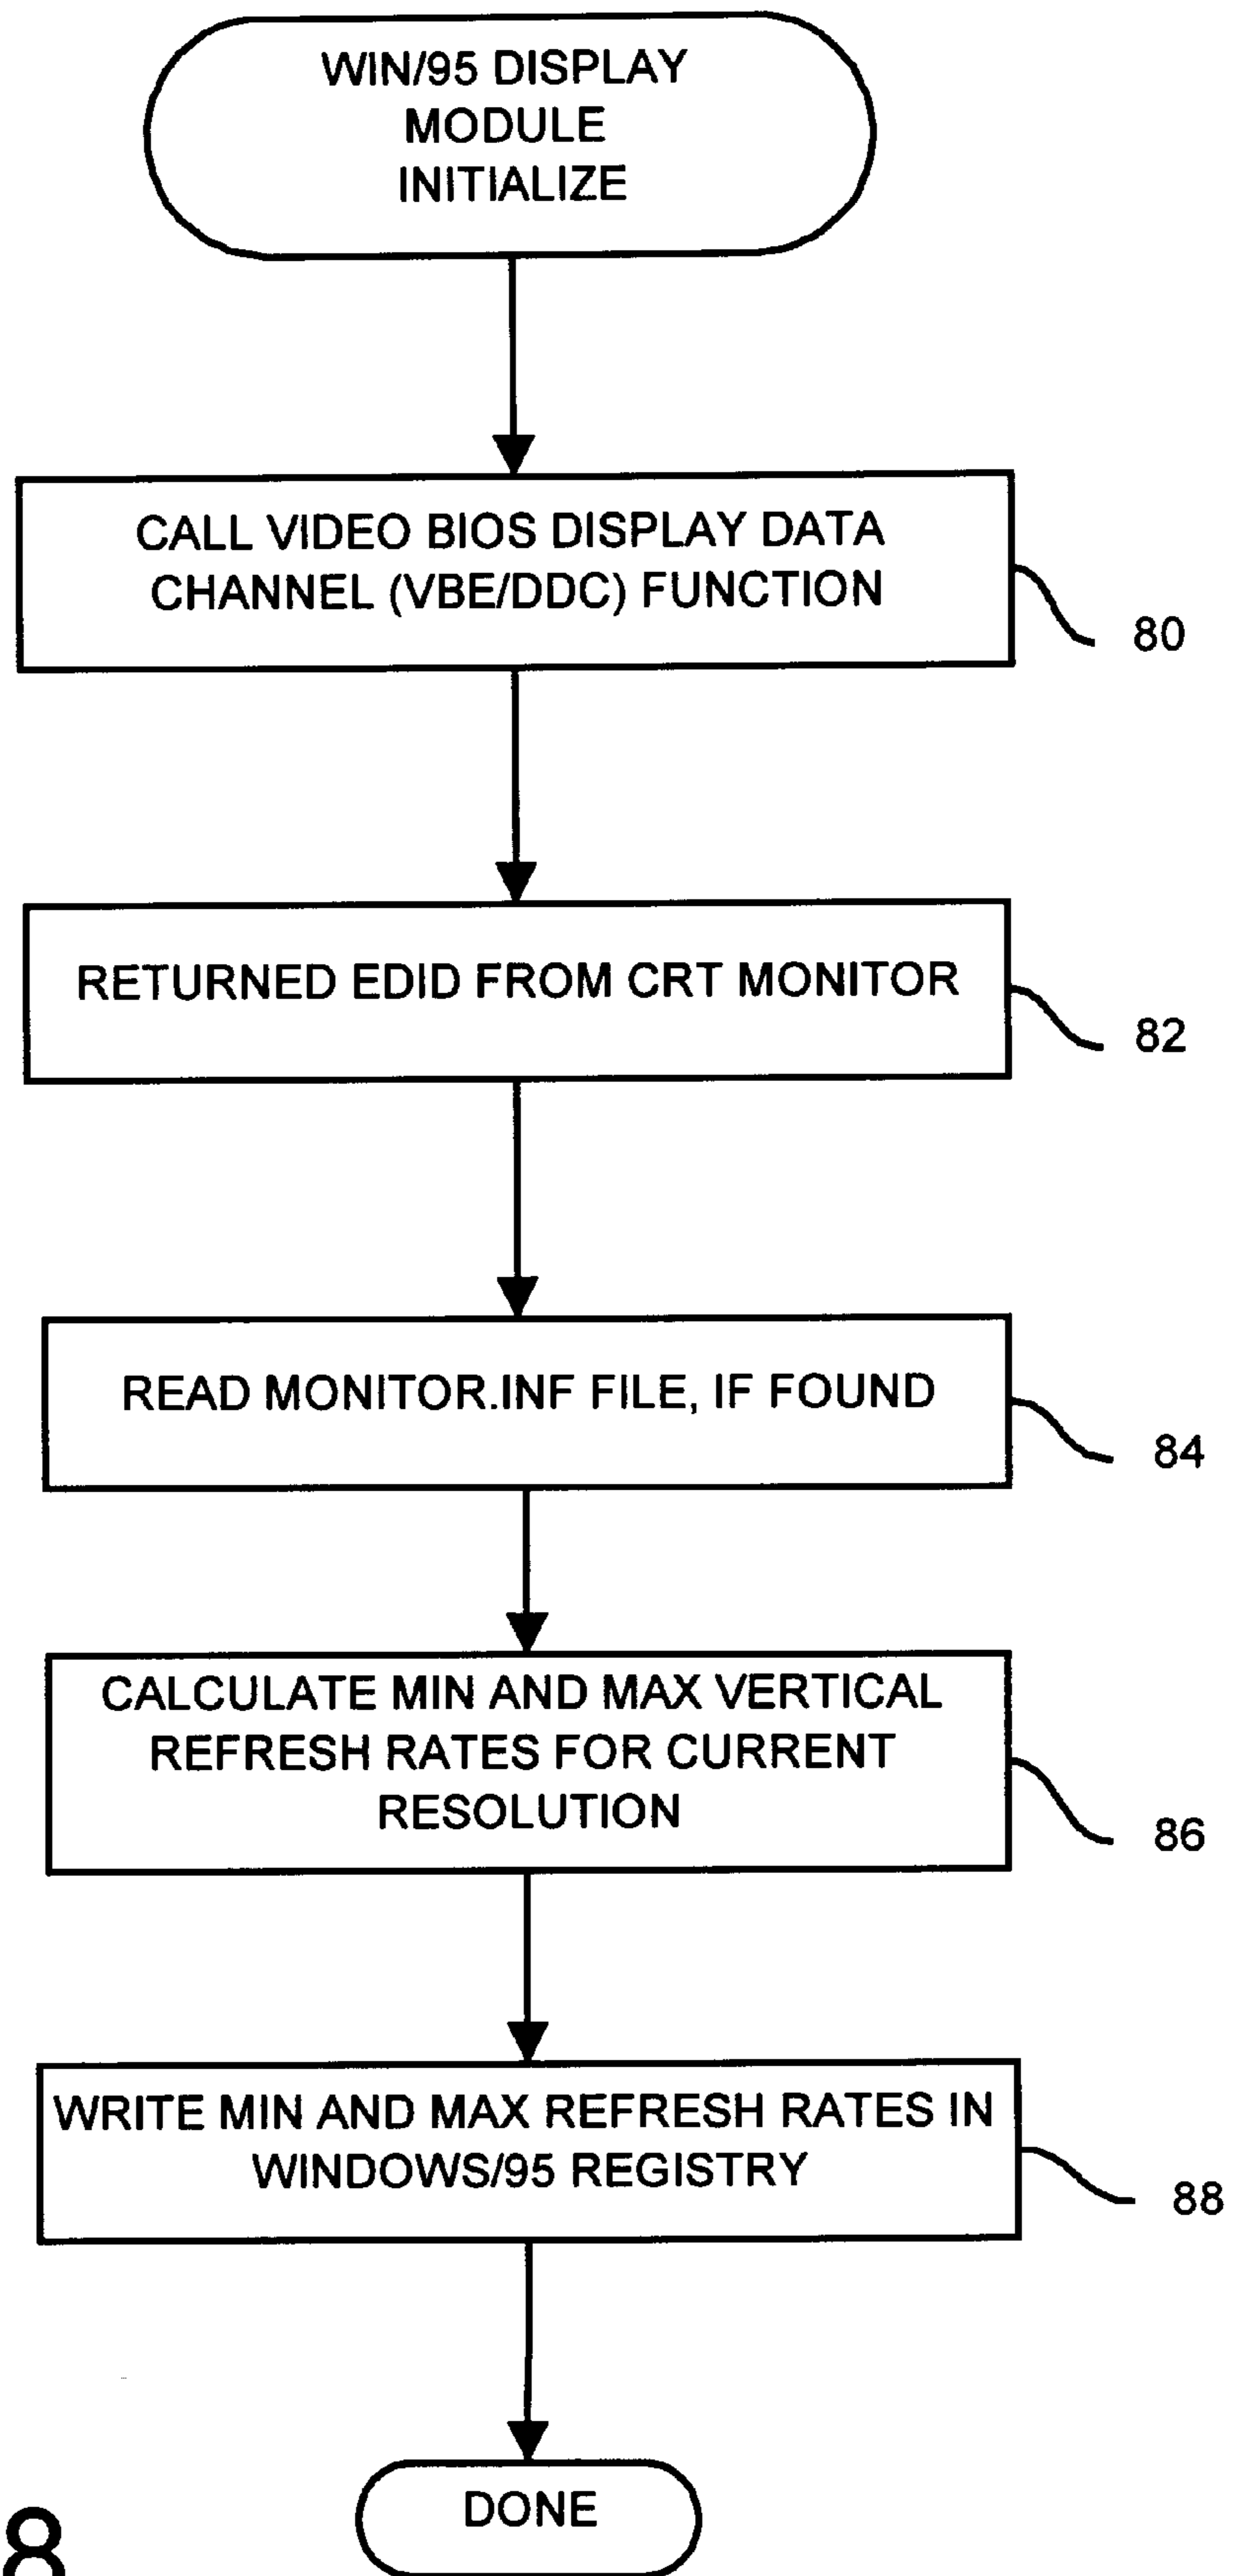 WIN/95 DISPLAY
MODULE
INITIALIZE
CALL VIDEO BIOS DISPLAY DATA
CHANNEL (VBE/DDC) FUNCTION
80
RETURNED EDID FROM CRT MONITOR
82
READ MONITOR.INF FILE, IF FOUND
84
CALCULATE MIN AND MAX VERTICAL
REFRESH RATES FOR CURRENT
RESOLUTION
86
WRITE MIN AND MAX REFRESH RATES IN
WINDOWS/95 REGISTRY
88
DONE
8